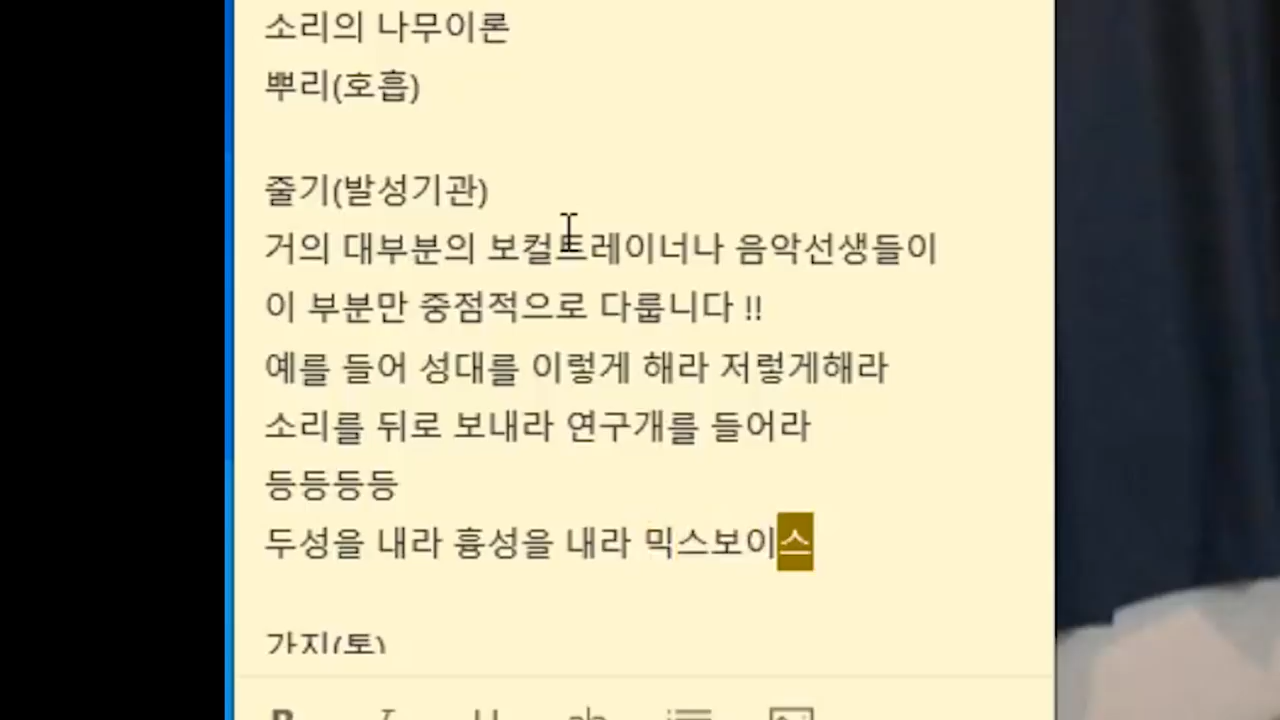 소리의 나무이론
뿌리(호흡)
줄기(발성기관)
거의 대부분의 보컬트레이너나 음악선생들이
이 부분만 중점적으로 다룹니다 !!
예를 들어 성대를 이렇게 해라 저렇게해라
소리를 뒤로 보내라 연구개를 들어라
등등등등
두성을 내라 흉성을 내라 믹스보이스
가지(톤)